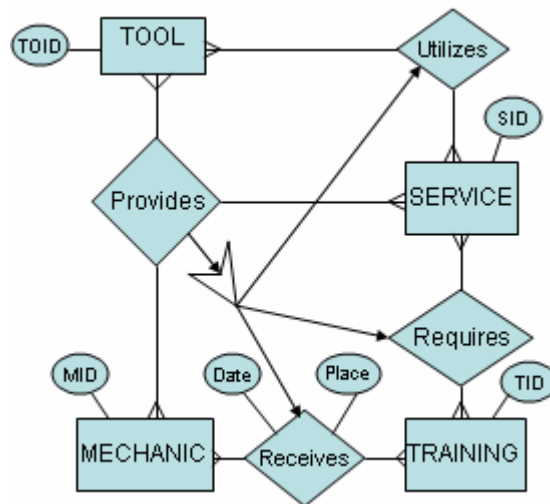 TOID
TOOL
Utilizes
SID
Provides
SERVICE
Requires
MID
Date
Place
TID
MECHANIC
Receives
TRAINING